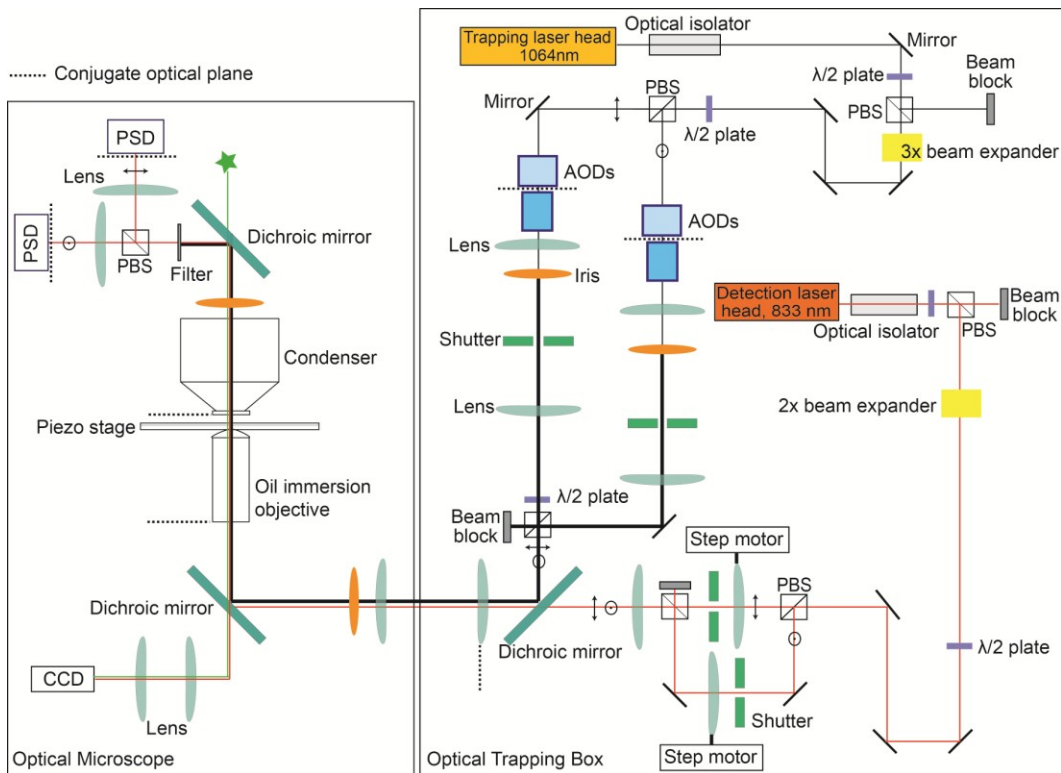 Trapping laser head
1064nm
Optical isolator
Mirror
λ/2 plate
Beam
block
PBS
3x beam expander
Mirror
PBS
λ/2 plate
AODs
AODs
Lens
Iris
Shutter
Lens
λ/2 plate
Beam
block
Detection laser
head, 833 nm
Optical isolator
PBS
Beam
block
2x beam expander
λ/2 plate
Step motor
PBS
Shutter
Step motor
Dichroic mirror
Optical Trapping Box
Conjugate optical plane
PSD
Lens
PSD
PBS
Filter
Dichroic mirror
Condenser
Piezo stage
Oil immersion
objective
Dichroic mirror
CCD
Lens
Optical Microscope